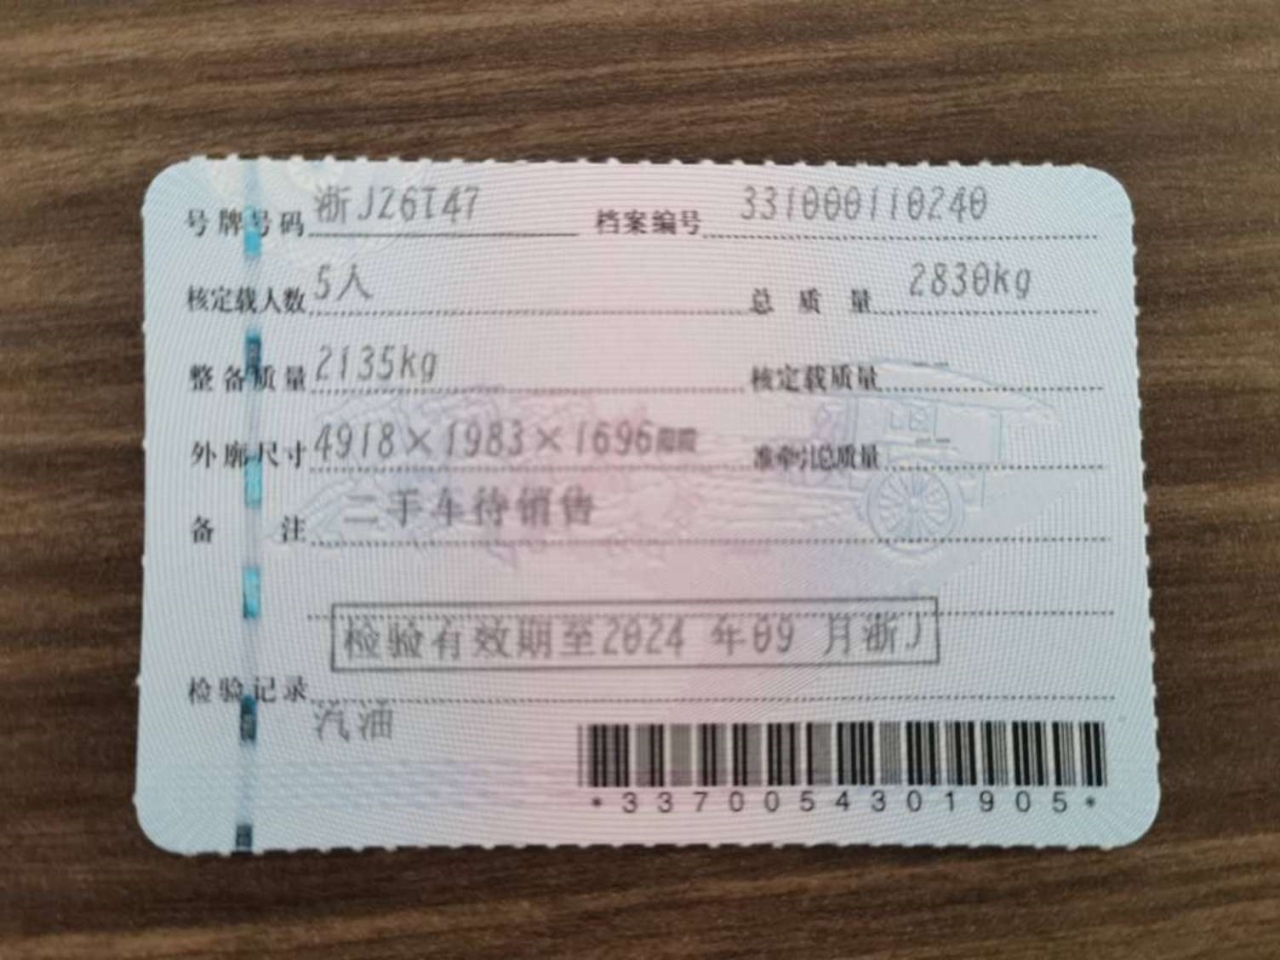 号牌号码 浙J26T47 档案编号 331000110240
核定载人数 5人 总质量 2830kg
整备质量 2135kg 核定载质量 --
外廓尺寸 4918×1983×1696mm 准牵引总质量 --
备注 二手车待销售
检验有效期至2024 年09 月浙J
检验记录
汽油
*3370054301905*